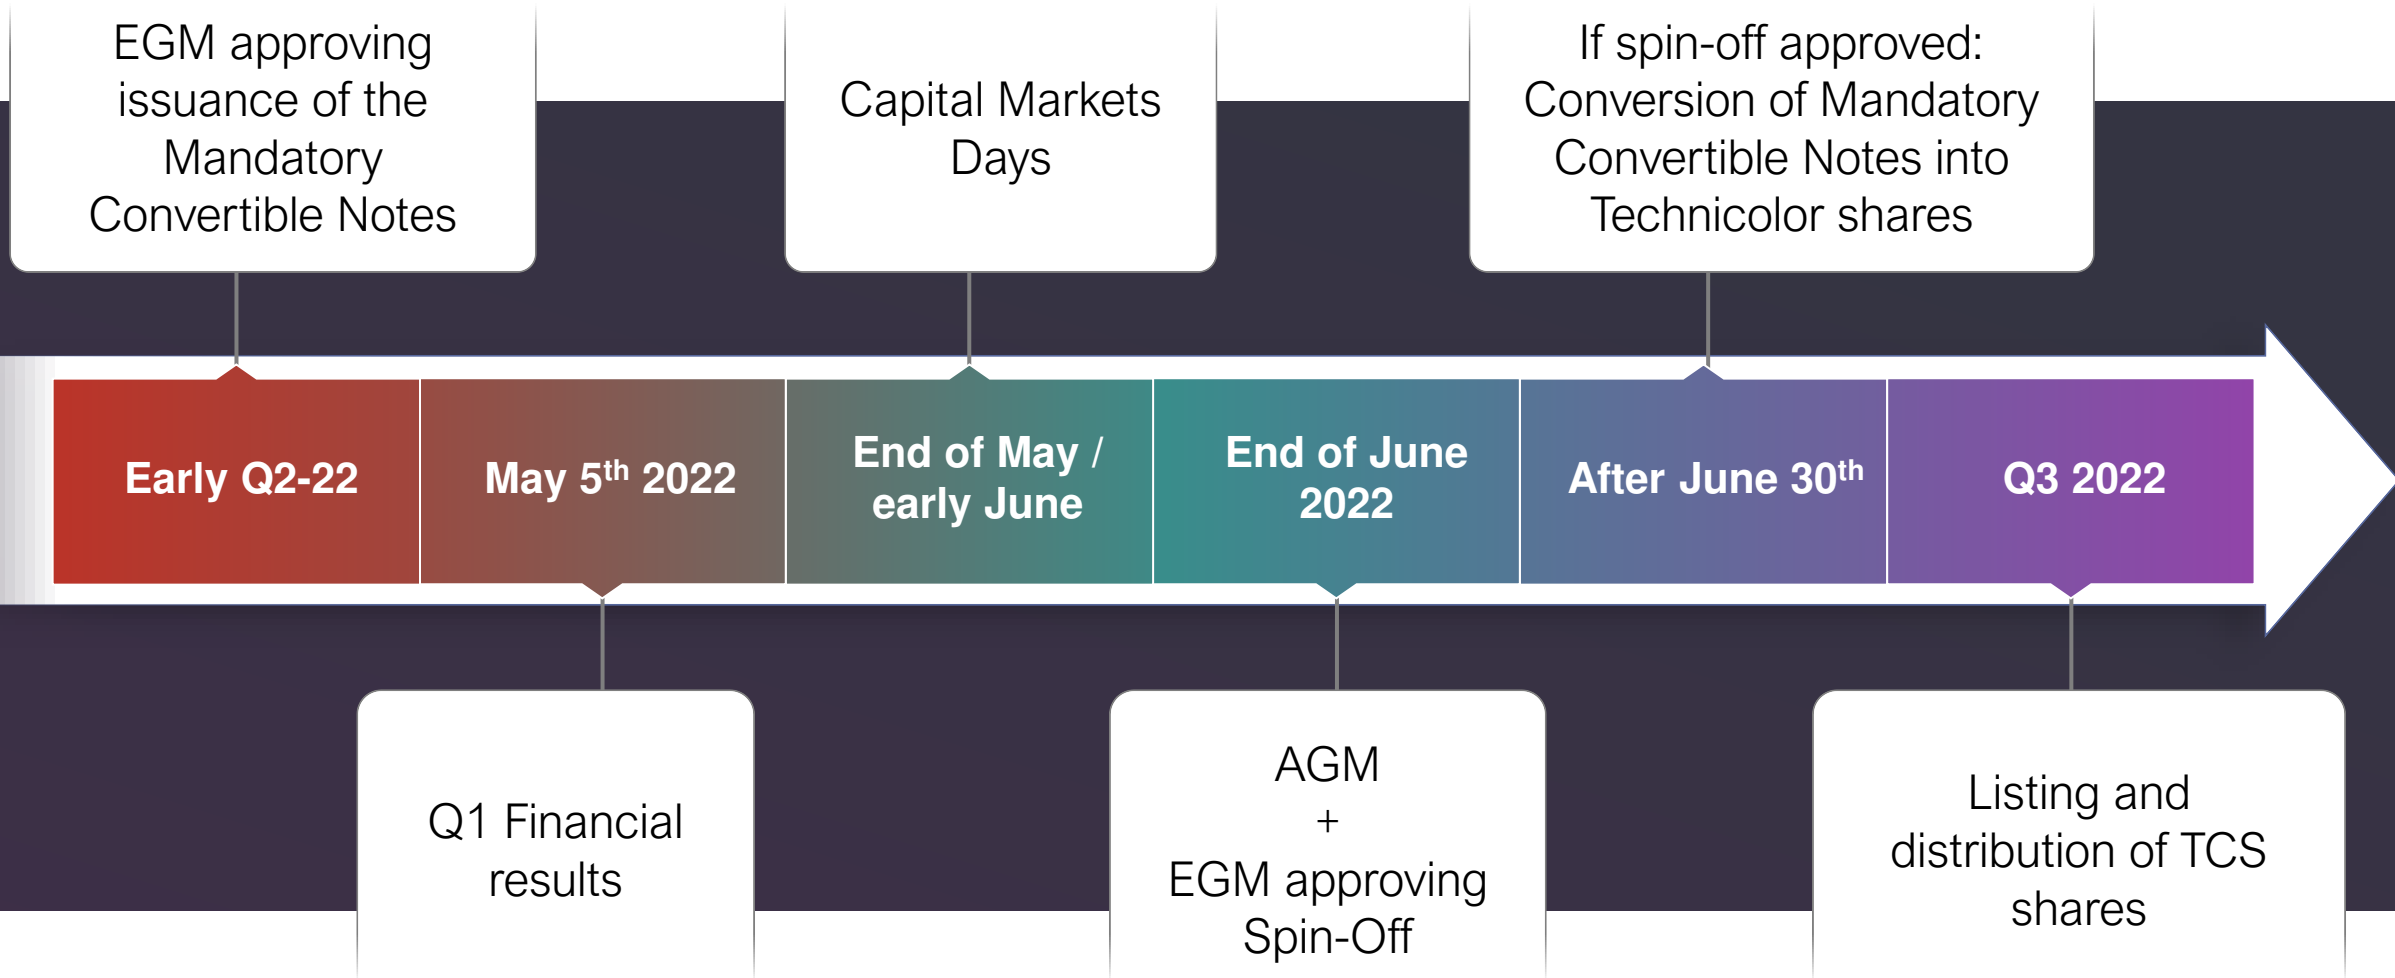 EGM approving
issuance of the
Mandatory
Convertible Notes
Capital Markets
Days
If spin-off approved:
Conversion of Mandatory
Convertible Notes into
Technicolor shares
Early Q2-22
May 5th 2022
End of May /
early June
End of June
2022
After June 30th
Q3 2022
Q1 Financial
results
AGM
+
EGM approving
Spin-Off
Listing and
distribution of TCS
shares